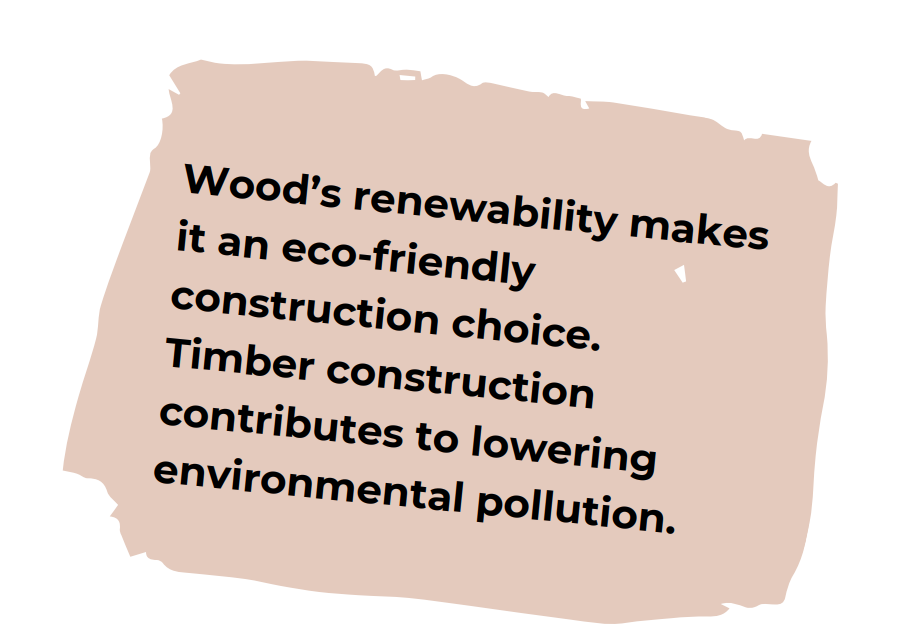 Wood’s renewability makes
it an eco-friendly
construction choice.
Timber construction
contributes to lowering
environmental pollution.